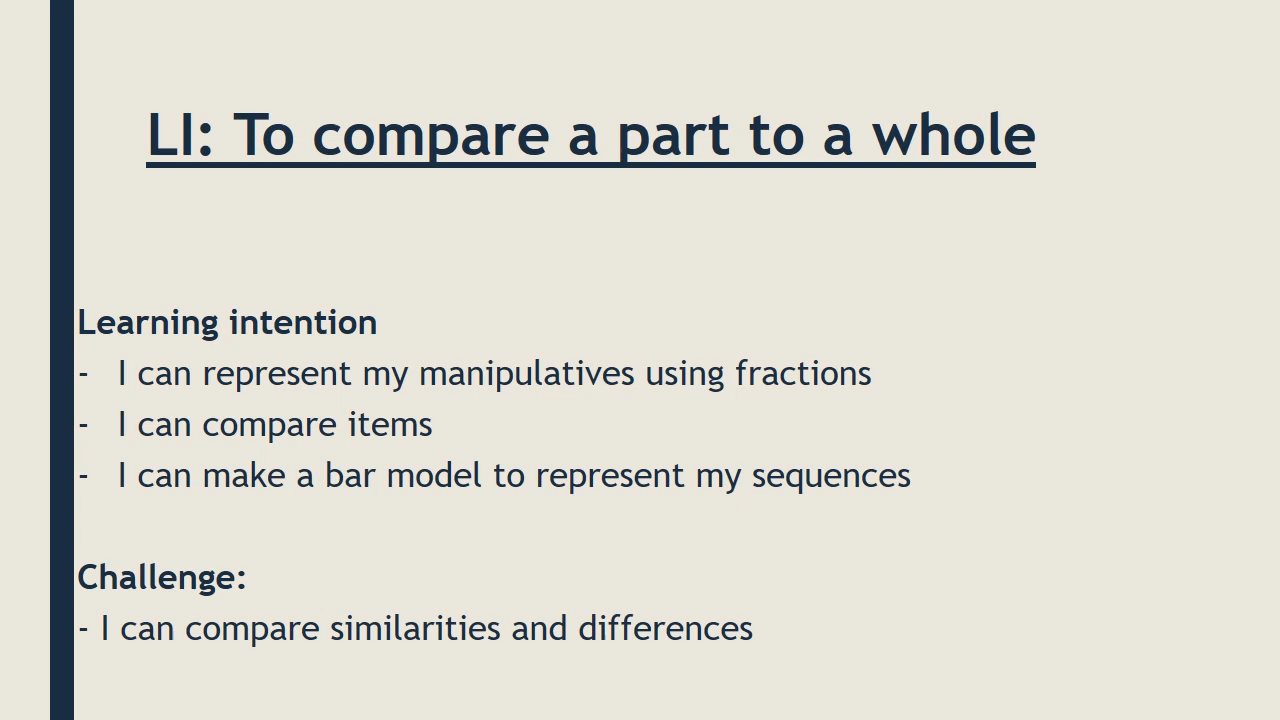 LI: To compare a part to a whole
Learning intention
- I can represent my manipulatives using fractions
- I can compare items
- I can make a bar model to represent my sequences
Challenge:
- I can compare similarities and differences